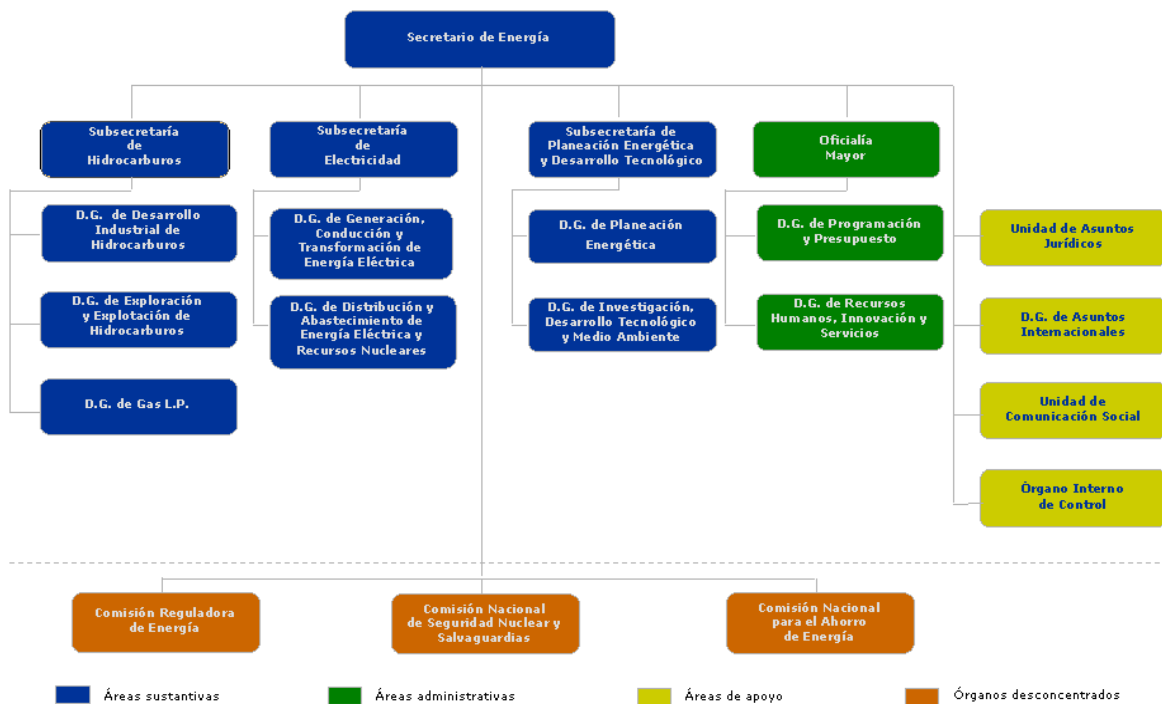 Secretario de Energía
Subsecretaría
de
Hidrocarburos
Subsecretaría
de
Electricidad
Subsecretaría de
Planeación Energética
y Desarrollo Tecnológico
Oficialía
Mayor
D.G. de Desarrollo
Industrial de
Hidrocarburos
D.G. de Generación,
Conducción y
Transformación de
Energía Eléctrica
D.G. de Planeación
Energética
D.G. de Programación
y Presupuesto
Unidad de Asuntos
Jurídicos
D.G. de Exploración
y Explotación de
Hidrocarburos
D.G. de Distribución y
Abastecimiento de
Energía Eléctrica y
Recursos Nucleares
D.G. de Investigación,
Desarrollo Tecnológico
y Medio Ambiente
D.G. de Recursos
Humanos, Innovación y
Servicios
D.G. de Asuntos
Internacionales
D.G. de Gas L.P.
Unidad de
Comunicación Social
Órgano Interno
de Control
Comisión Reguladora
de Energía
Comisión Nacional
de Seguridad Nuclear y
Salvaguardias
Comisión Nacional
para el Ahorro
de Energía
Áreas sustantivas
Áreas administrativas
Áreas de apoyo
Órganos desconcentrados